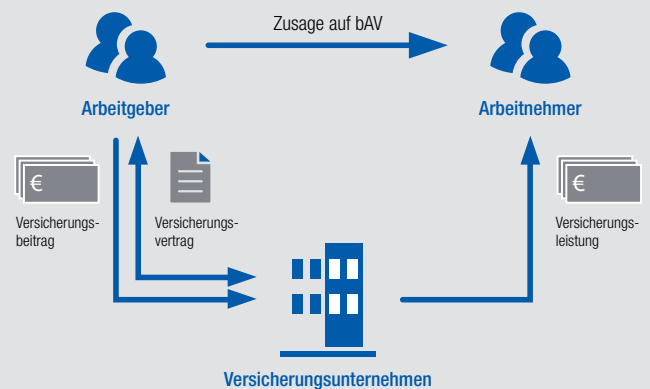 Zusage auf bAV
Arbeitgeber
Arbeitnehmer
€
Versicherungs-
beitrag
Versicherungs-
vertrag
€
Versicherungs-
leistung
Versicherungsunternehmen